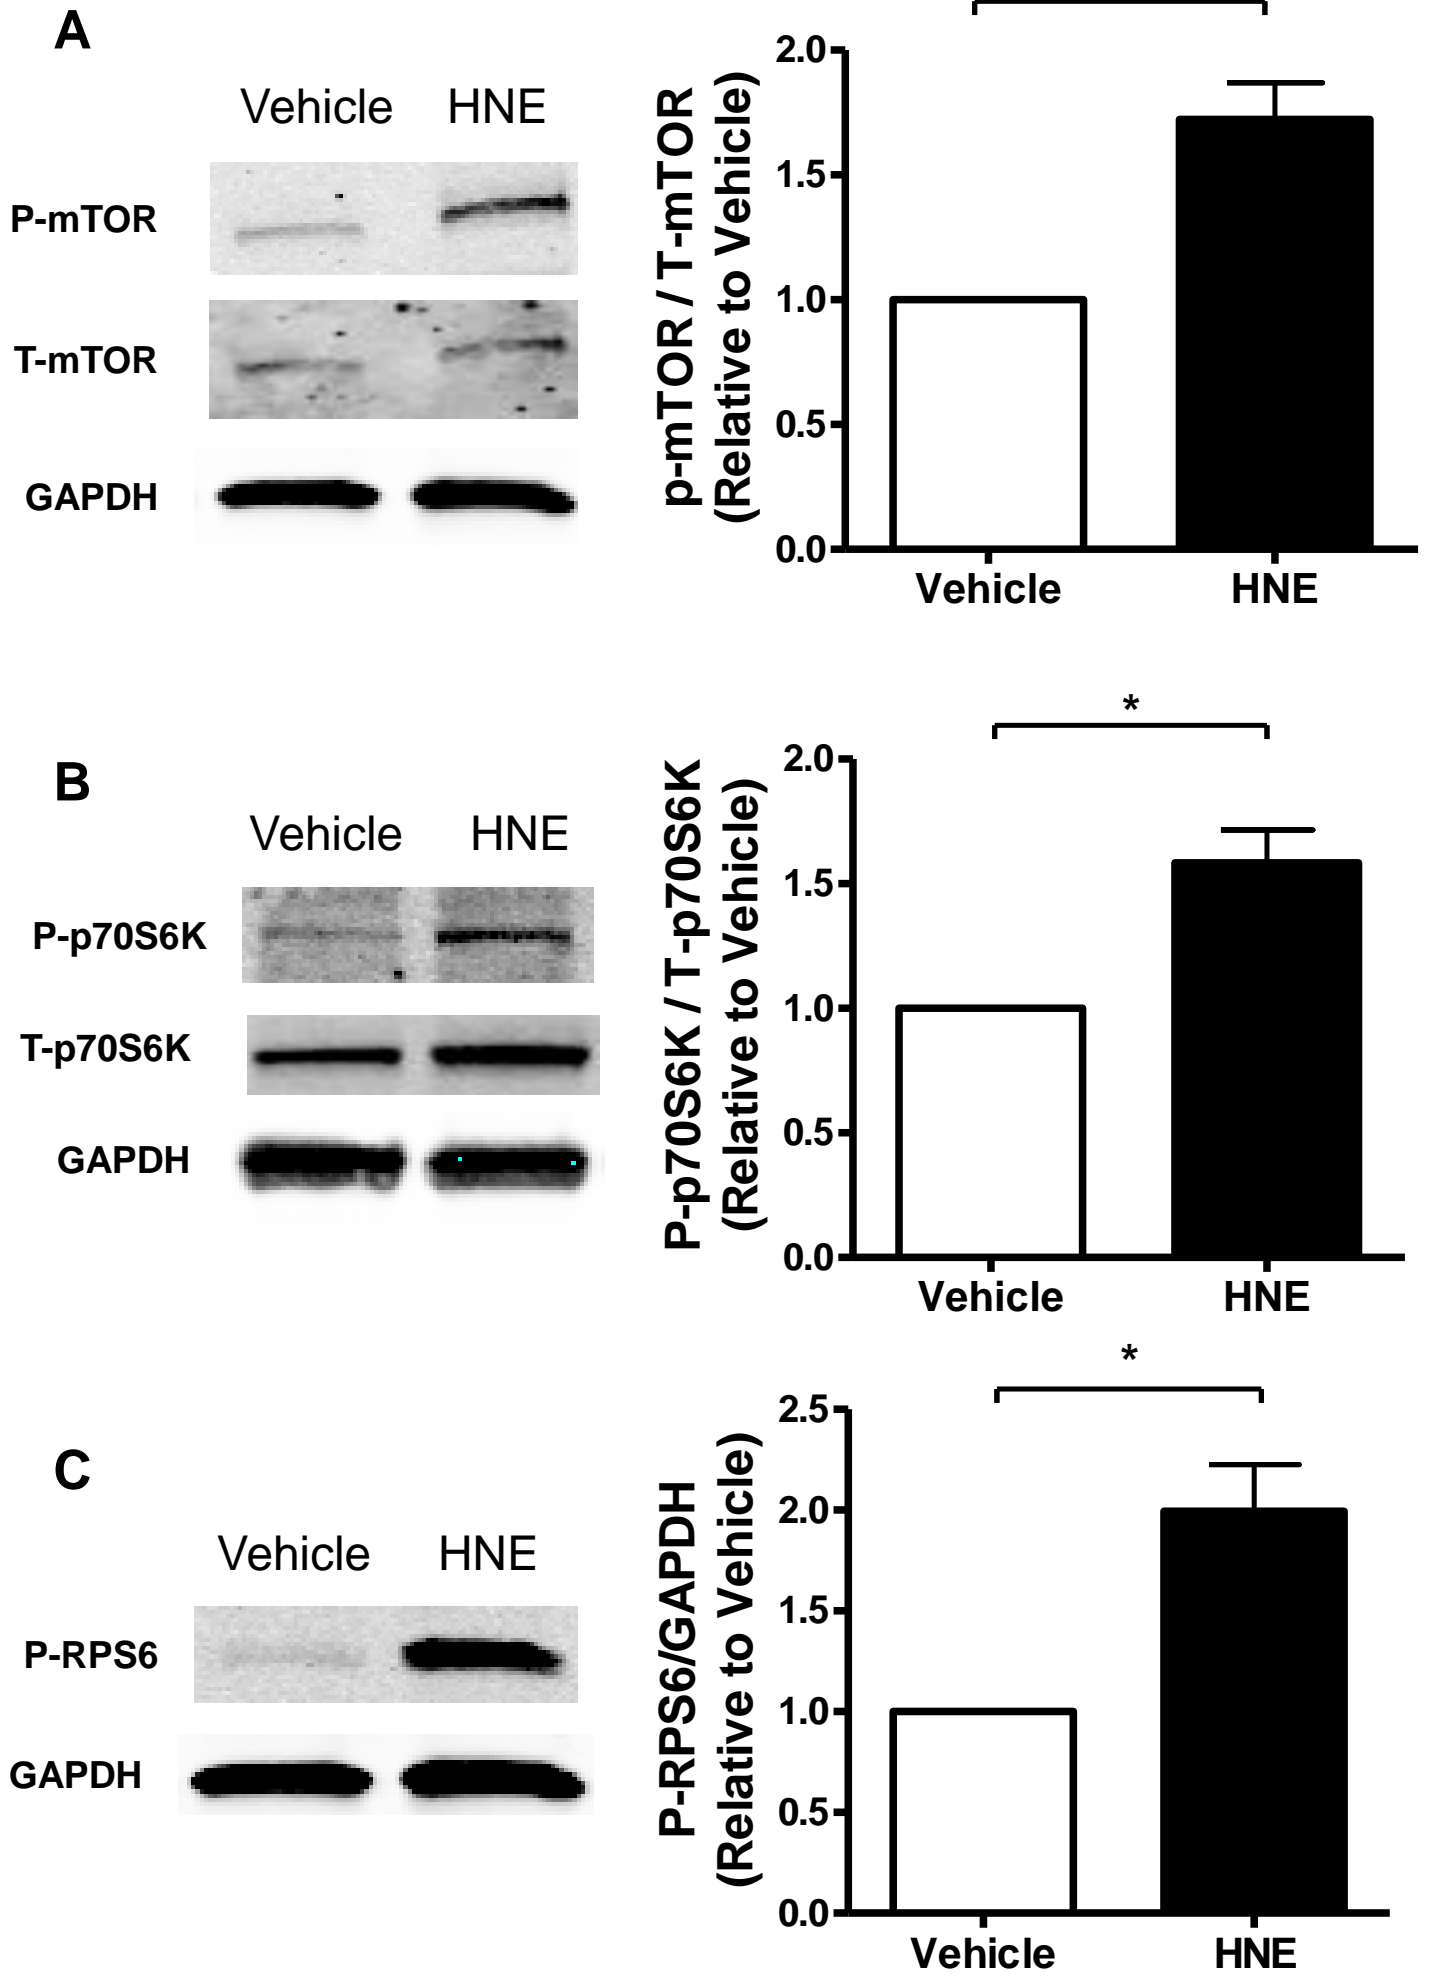 A
Vehicle HNE
P-mTOR
T-mTOR
GAPDH
p-mTOR / T-mTOR
(Relative to Vehicle)
2.0
1.5
1.0
0.5
0.0
Vehicle HNE
B
Vehicle HNE
P-p70S6K
T-p70S6K
GAPDH
*
P-p70S6K / T-p70S6K
(Relative to Vehicle)
2.0
1.5
1.0
0.5
0.0
Vehicle HNE
C
Vehicle HNE
P-RPS6
GAPDH
*
P-RPS6/GAPDH
(Relative to Vehicle)
2.5
2.0
1.5
1.0
0.5
0.0
Vehicle HNE